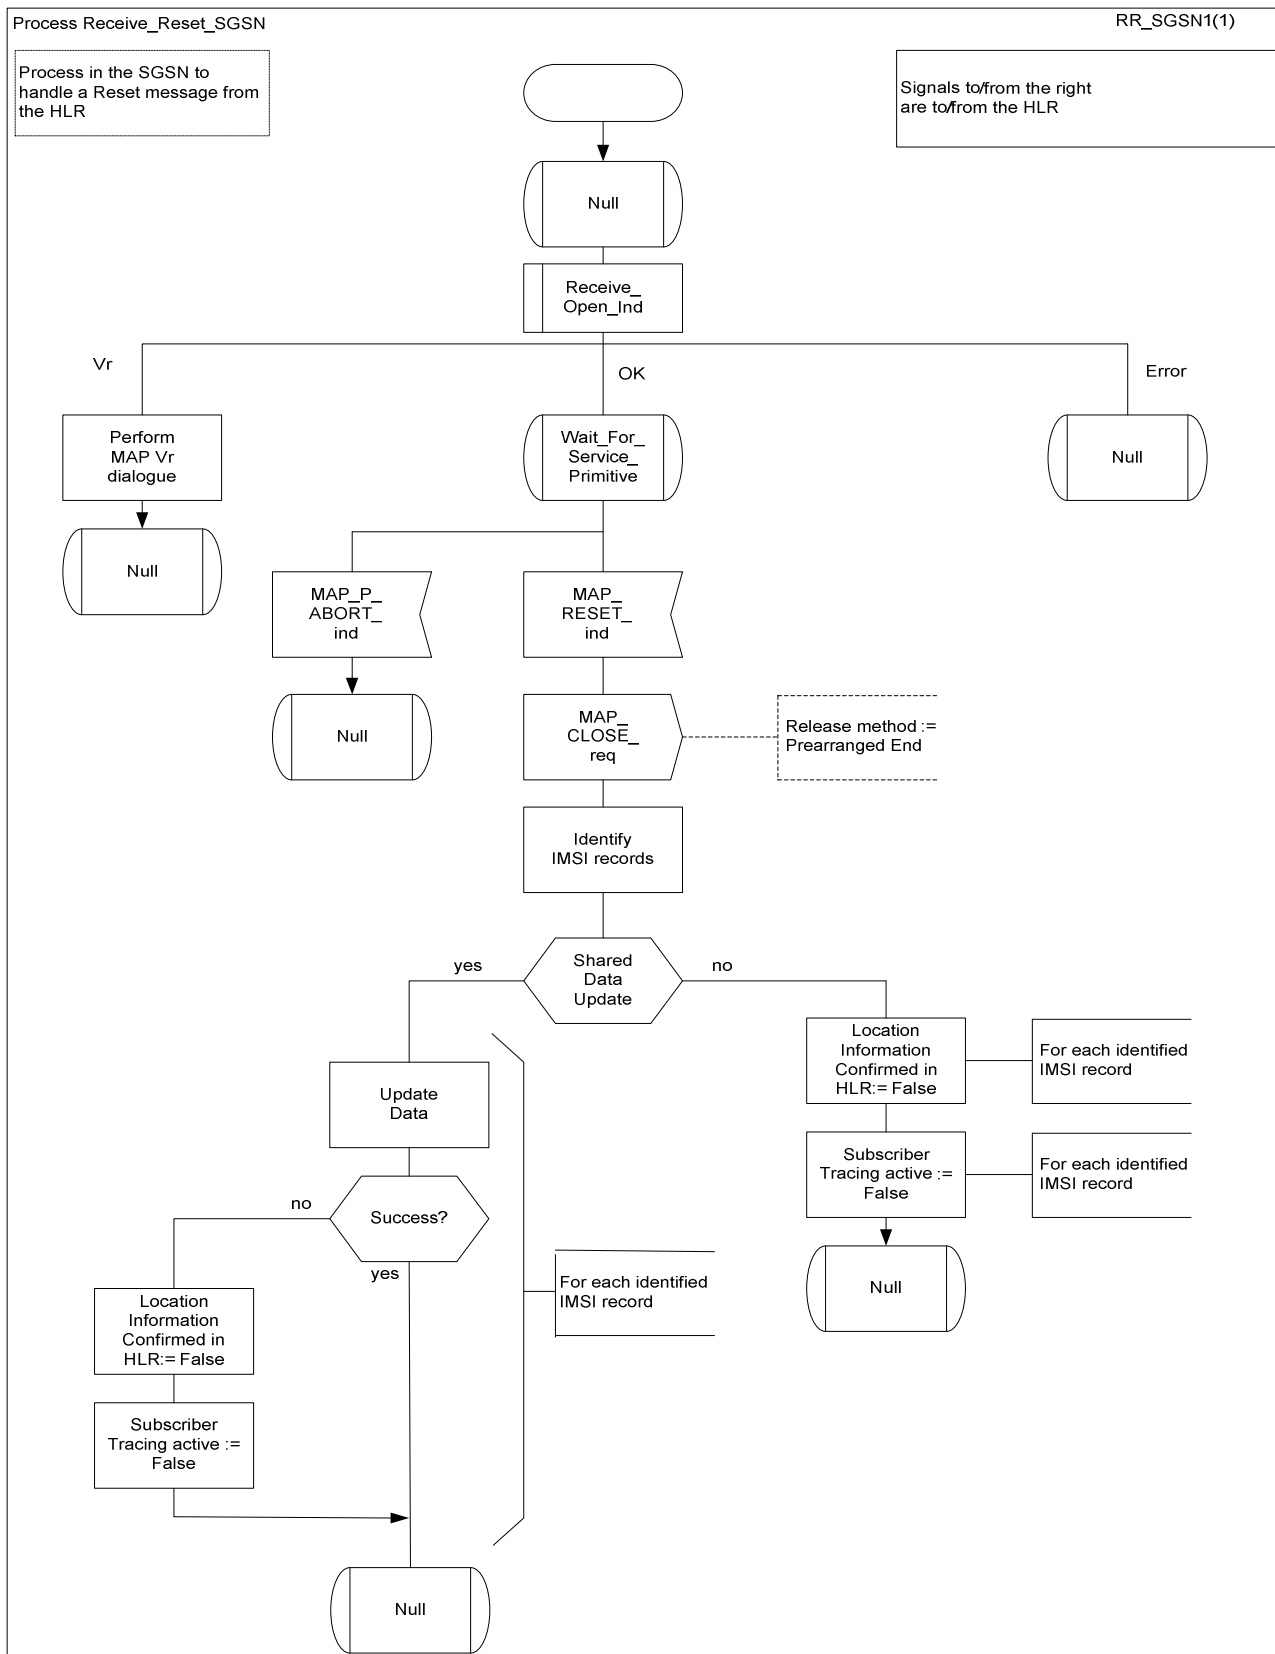 Process Receive_Reset_SGSN
RR_SGSN1(1)
Process in the SGSN to
handle a Reset message from
the HLR
Signals to/from the right
are to/from the HLR
Null
Receive_
Open_Ind
Vr
OK
Error
Perform
MAP Vr
dialogue
Wait_For_
Service_
Primitive
Null
Null
MAP_P_
ABORT_
ind
MAP_
RESET_
ind
Null
MAP_
CLOSE_
req
Release method :=
Prearranged End
Identify
IMSI records
yes
Shared
Data
Update
no
Location
Information
Confirmed in
HLR:= False
For each identified
IMSI record
Update
Data
Subscriber
Tracing active :=
False
For each identified
IMSI record
no
Success?
yes
Null
For each identified
IMSI record
Location
Information
Confirmed in
HLR:= False
Subscriber
Tracing active :=
False
Null